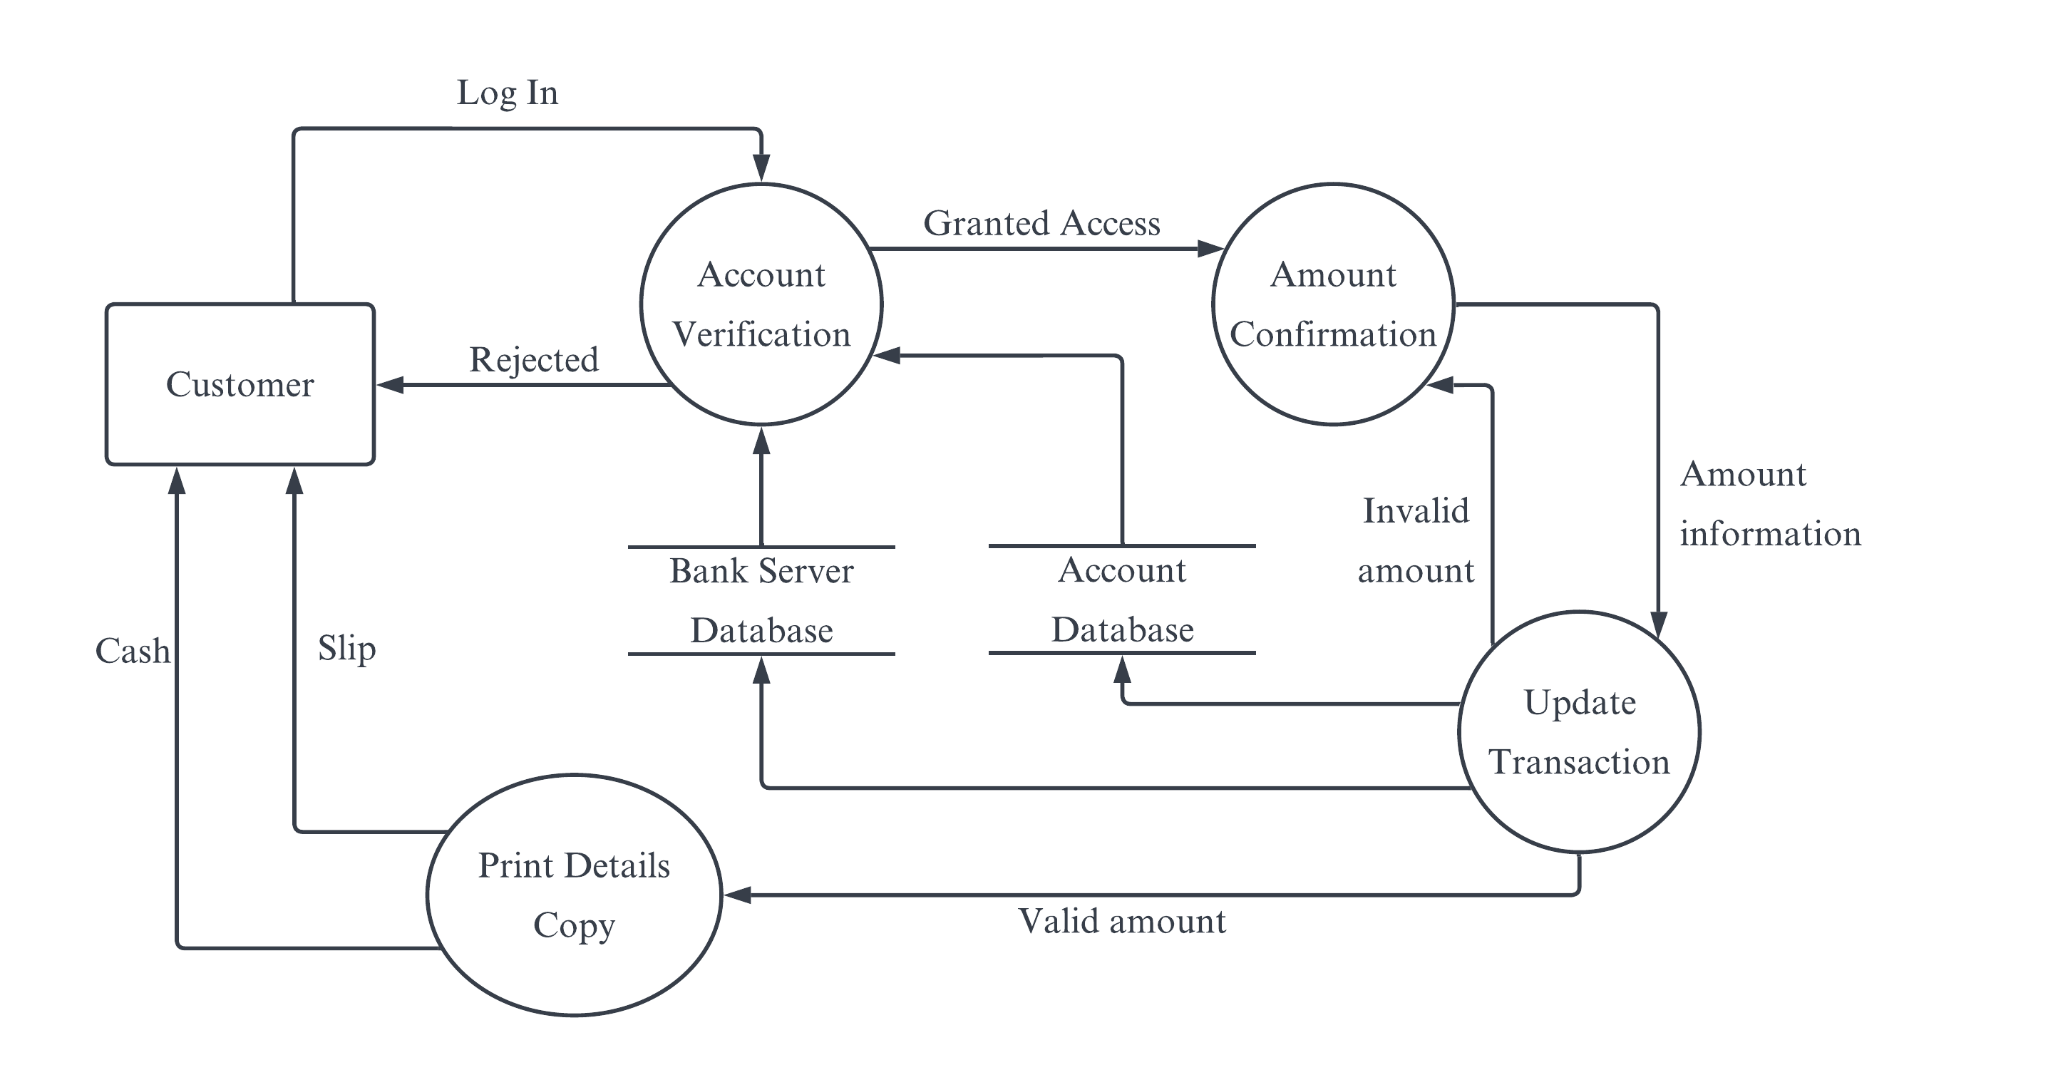 Log In
Granted Access
Account
Verification
Amount
Confirmation
Rejected
Customer
Amount
information
Invalid
amount
Bank Server
Database
Account
Database
Cash
Slip
Update
Transaction
Print Details
Copy
Valid amount